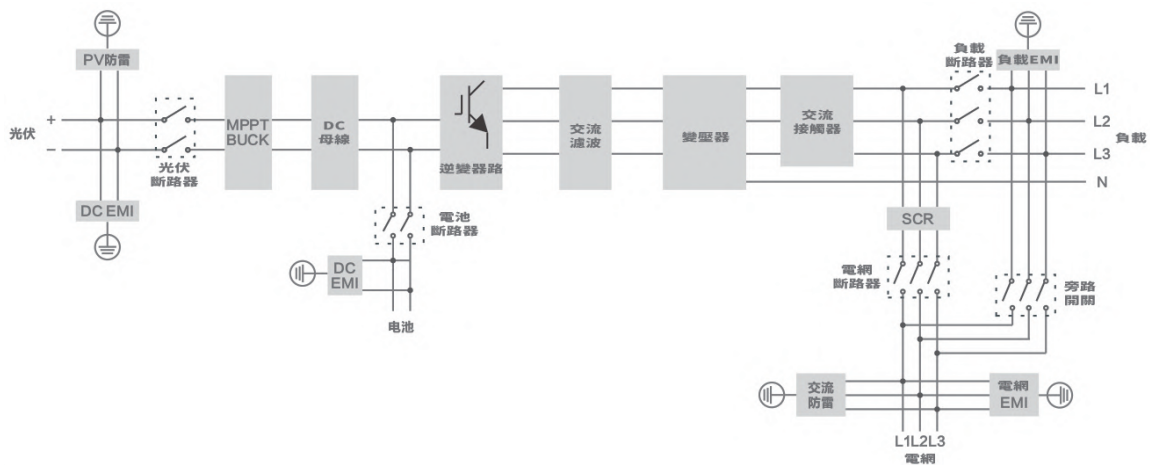 PV防雷
+
光伏
−
DC EMI
光伏
斷路器
MPPT
BUCK
DC
母線
逆變器路
電池
斷路器
DC
EMI
电池
交流
濾波
變壓器
交流
接觸器
負載
斷路器
負載EMI
L1
L2
L3
N
負載
SCR
電網
斷路器
旁路
開關
交流
防雷
電網
EMI
L1L2L3
電網